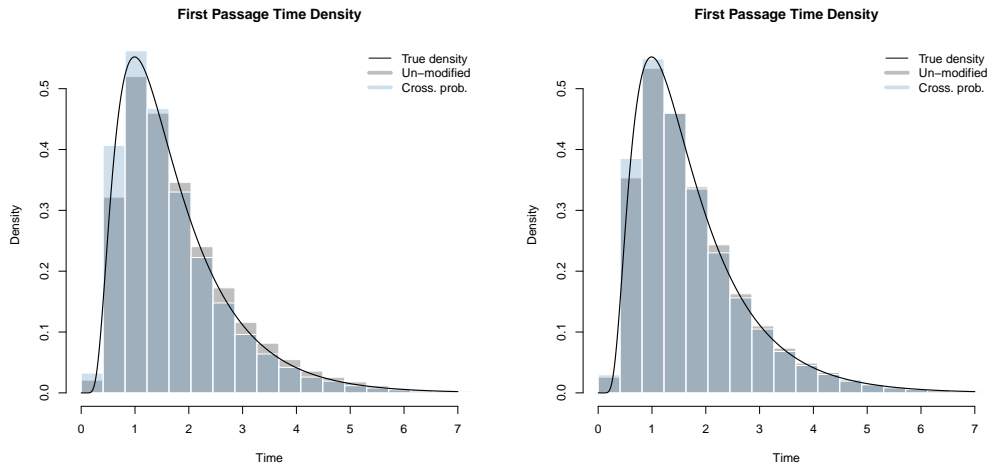 First Passage Time Density
True density
Un−modified
Cross. prob.
Density
0.0 0.1 0.2 0.3 0.4 0.5
0 1 2 3 4 5 6 7
Time
First Passage Time Density
True density
Un−modified
Cross. prob.
Density
0.0 0.1 0.2 0.3 0.4 0.5
0 1 2 3 4 5 6 7
Time